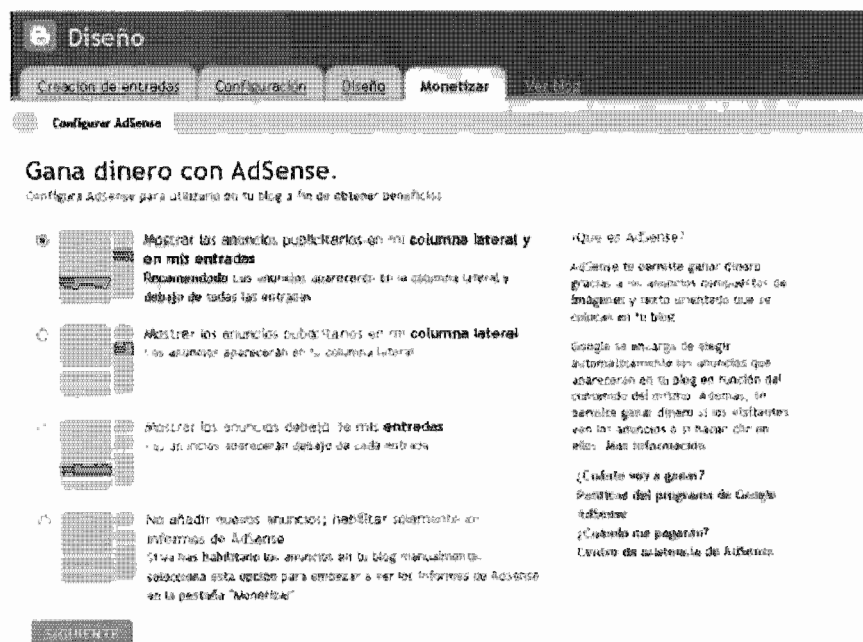 Diseño
Creación de entradas Configuración Diseño Monetizar Ver blog
Configurar AdSense
Gana dinero con AdSense.
Configura AdSense para utilizarlo en tu blog a fin de obtener beneficios
Mostrar los anuncios publicitarios en mi columna lateral y
en mis entradas
Recomendado Los anuncios aparecerán en la columna lateral y
debajo de todas las entradas
Mostrar los anuncios publicitarios en mi columna lateral
Los anuncios aparecerán en tu columna lateral
Mostrar los anuncios debajo de mis entradas
Los anuncios aparecerán debajo de cada entrada
No añadir nuevos anuncios; habilitar solamente
informes de AdSense
Si ya has habilitado los anuncios en tu blog manualmente,
selecciona esta opción para empezar a ver los informes de Adsense
en la pestaña "Monetizar"
SIGUIENTE
¿Qué es AdSense?
AdSense te permite ganar dinero
gracias a los anuncios compuestos de
imágenes y texto orientado que se
colocan en tu blog
Google se encarga de elegir
automáticamente los anuncios que
aparecerán en tu blog en función del
contenido del mismo. Además, te
permite ganar dinero si los visitantes
ven los anuncios o si hacen clic en
ellos. Más información
¿Cuánto voy a ganar?
Políticas del programa de Google
AdSense
¿Cuándo me pagarán?
Centro de asistencia de AdSense